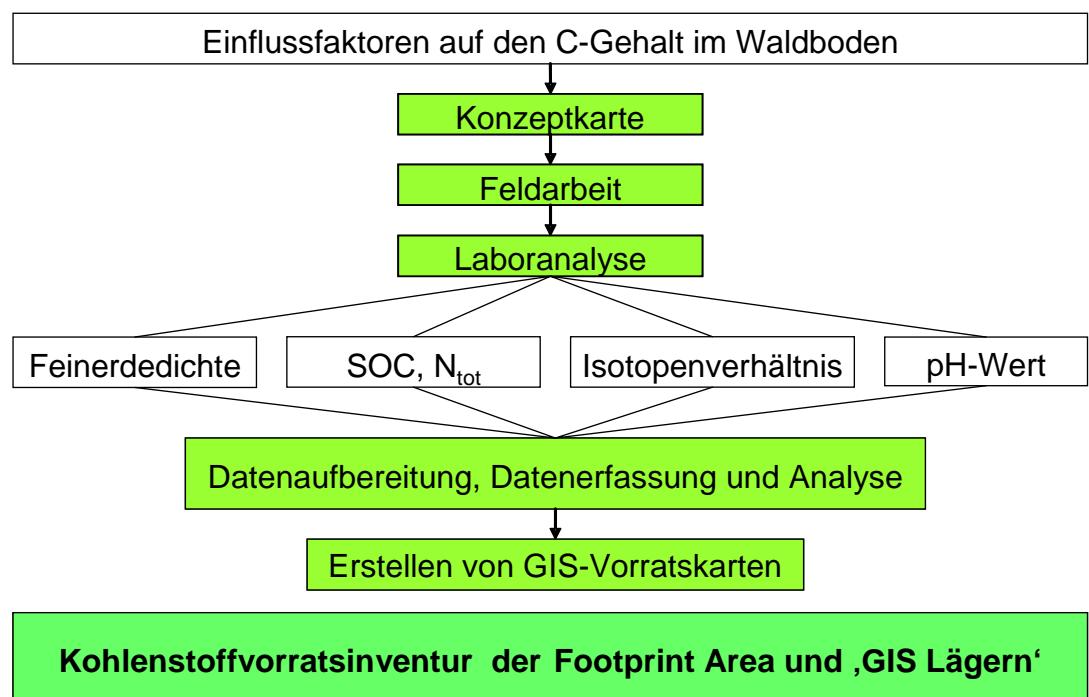 Einflussfaktoren auf den C-Gehalt im Waldboden
Konzeptkarte
Feldarbeit
Laboranalyse
Feinerdedichte
SOC, Ntot
Isotopenverhältnis
pH-Wert
Datenaufbereitung, Datenerfassung und Analyse
Erstellen von GIS-Vorratskarten
Kohlenstoffvorratsinventur der Footprint Area und ‚GIS Lägern‘